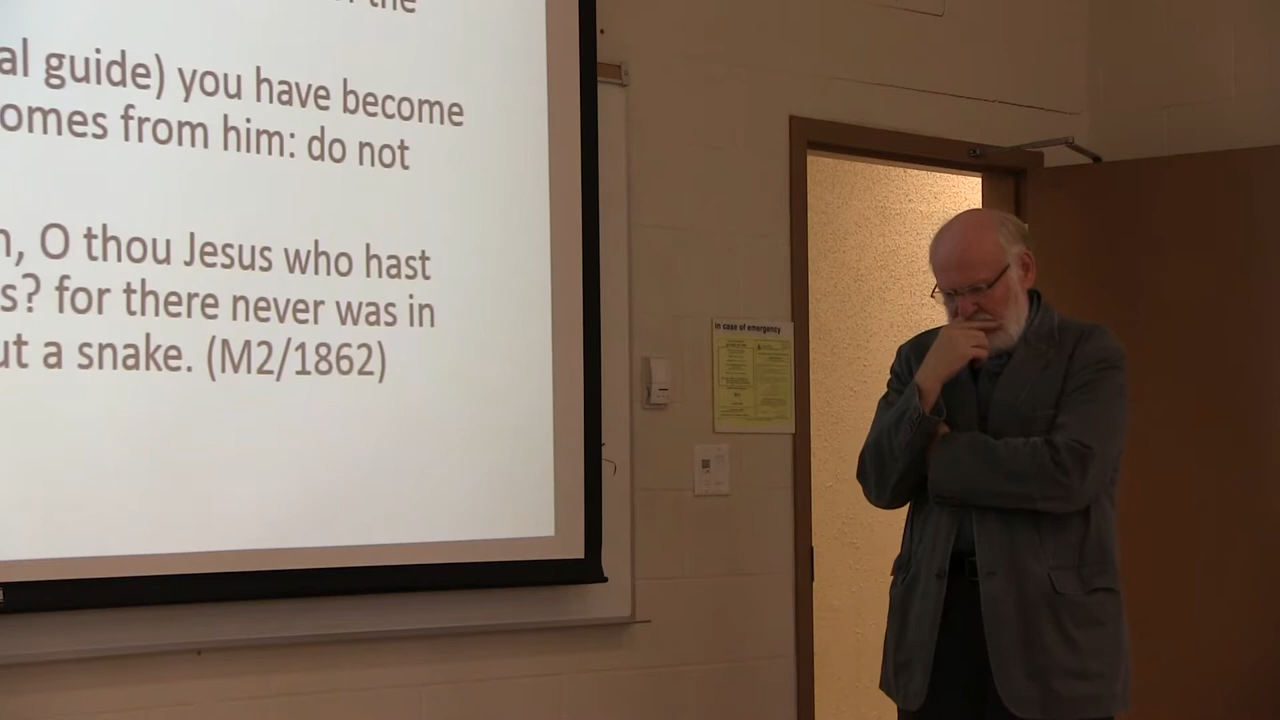 the
al guide) you have become
omes from him: do not
, O thou Jesus who hast
s? for there never was in
ut a snake. (M2/1862)
In case of emergency